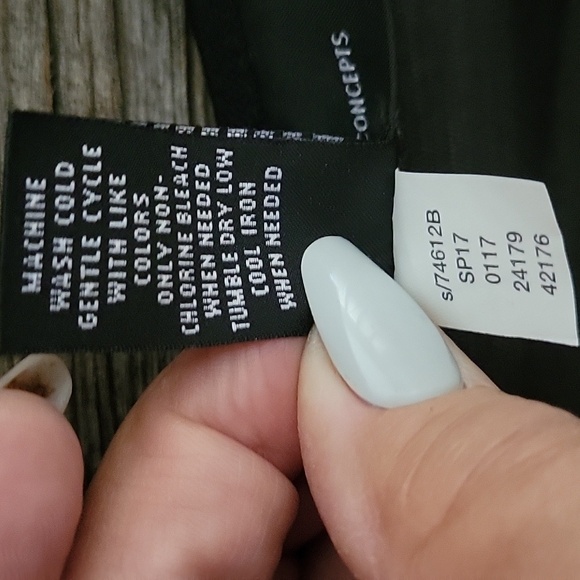 ONCEPTS
MACHINE
WASH COLD
GENTLE CYCLE
WITH LIKE
COLORS
ONLY NON-
CHLORINE BLEACH
WHEN NEEDED
TUMBLE DRY LOW
COOL IRON
WHEN NEEDED
s/74612B
SP17
0117
24179
42176